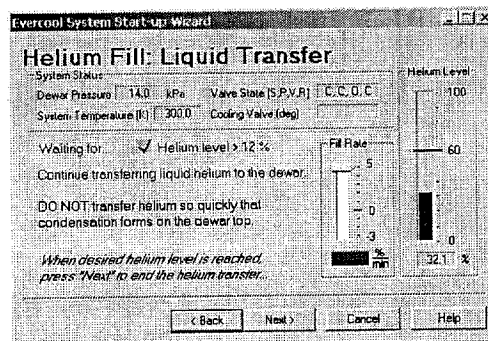 Evercool System Start-up Wizard
Helium Fill: Liquid Transfer
System Status
Dewar Pressure 14.0 kPa Valve State [S,P,V,R] C, C, O, C
System Temperature [K] 300.0 Cooling Valve (deg)
Helium Level
100
60
0
32.1 %
Waiting for... Helium level > 12 %
Continue transferring liquid helium to the dewar.
DO NOT transfer helium so quickly that
condensation forms on the dewar top.
When desired helium level is reached,
press "Next" to end the helium transfer...
Fill Rate
5
0
-3
%
min
< Back Next > Cancel Help